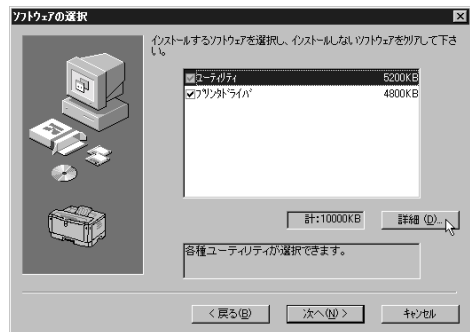 ソフトウェアの選択
インストールするソフトウェアを選択し、インストールしないソフトウェアをクリアして下さ
い。
ユーティリティ 5200KB
プリンタドライバ 4800KB
計:10000KB 詳細 (D)...
各種ユーティリティが選択できます。
< 戻る(B) 次へ(N) > キャンセル